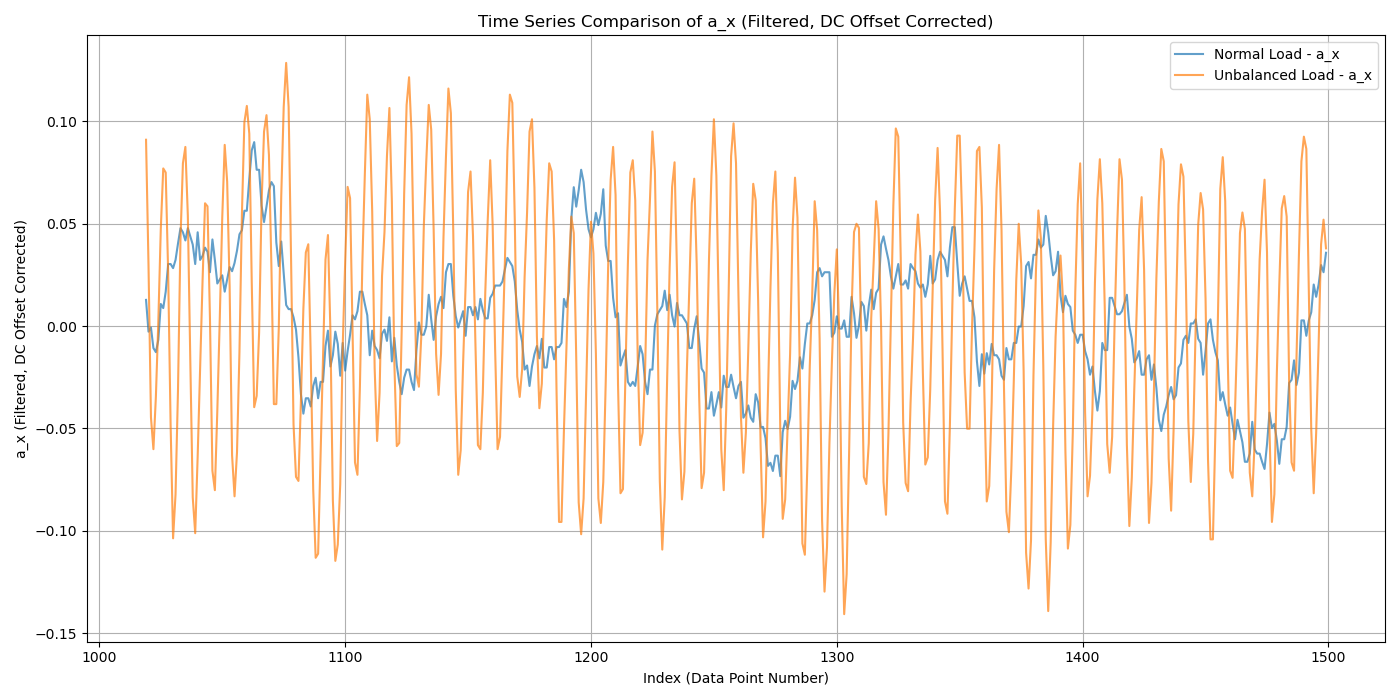 Time Series Comparison of a_x (Filtered, DC Offset Corrected)
Normal Load - a_x
Unbalanced Load - a_x
a_x (Filtered, DC Offset Corrected)
0.10
0.05
0.00
−0.05
−0.10
−0.15
1000
1100
1200
1300
1400
1500
Index (Data Point Number)